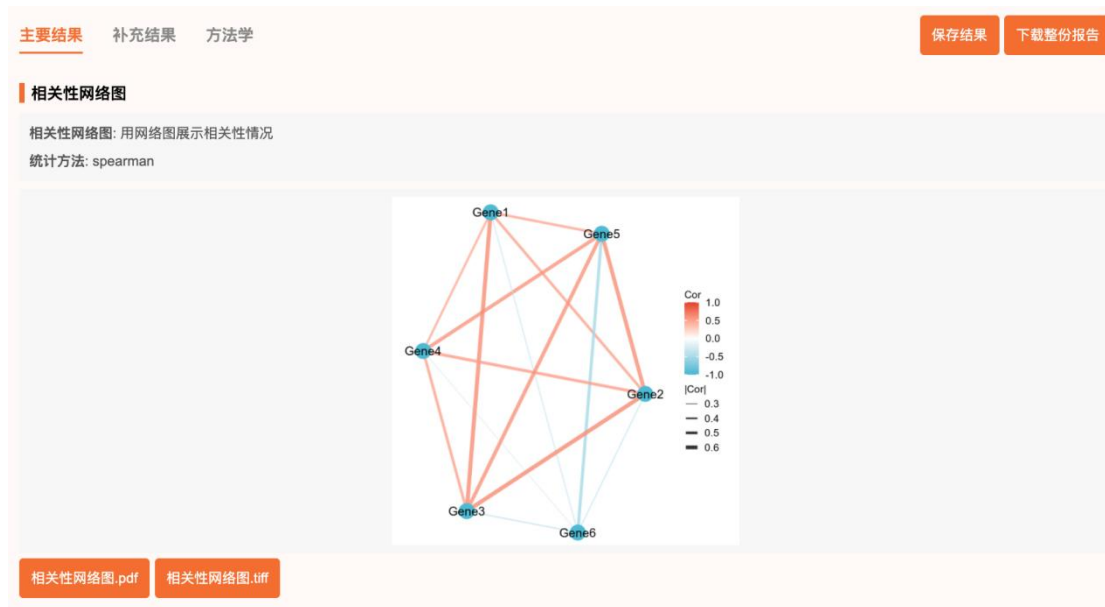 主要结果 补充结果 方法学 保存结果 下载整份报告
相关性网络图
相关性网络图: 用网络图展示相关性情况
统计方法: spearman
Gene1
Gene5
Cor
1.0
0.5
0.0
-0.5
-1.0
Gene4
Gene2
|Cor|
0.3
0.4
0.5
0.6
Gene3
Gene6
相关性网络图.pdf 相关性网络图.tiff